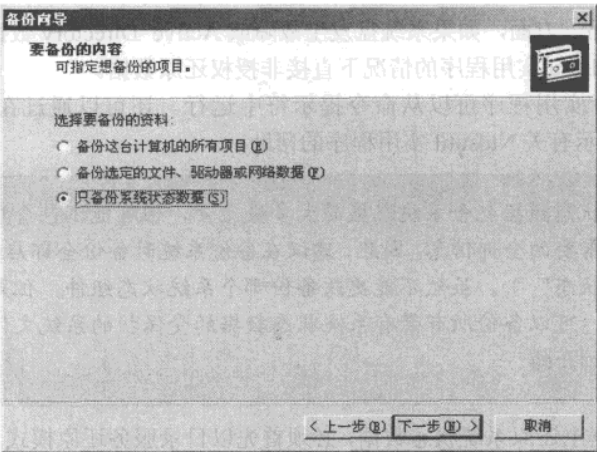 备份向导
要备份的内容
可指定想备份的项目。
选择要备份的资料:
备份这台计算机的所有项目(E)
备份选定的文件、驱动器或网络数据(F)
只备份系统状态数据(S)
<上一步(B) 下一步(N)> 取消